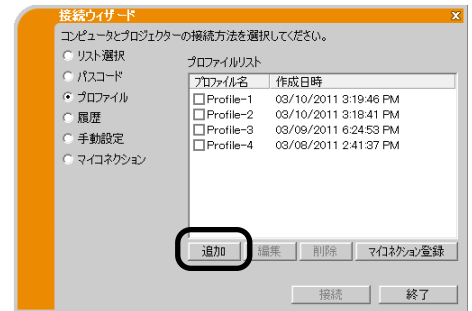 接続ウィザード
コンピュータとプロジェクターの接続方法を選択してください。
リスト選択
パスコード
プロファイル
履歴
手動設定
マイコネクション
プロファイルリスト
プロファイル名 作成日時
Profile-1 03/10/2011 3:19:46 PM
Profile-2 03/10/2011 3:18:41 PM
Profile-3 03/09/2011 6:24:53 PM
Profile-4 03/08/2011 2:41:37 PM
追加 編集 削除 マイコネクション登録
接続 終了